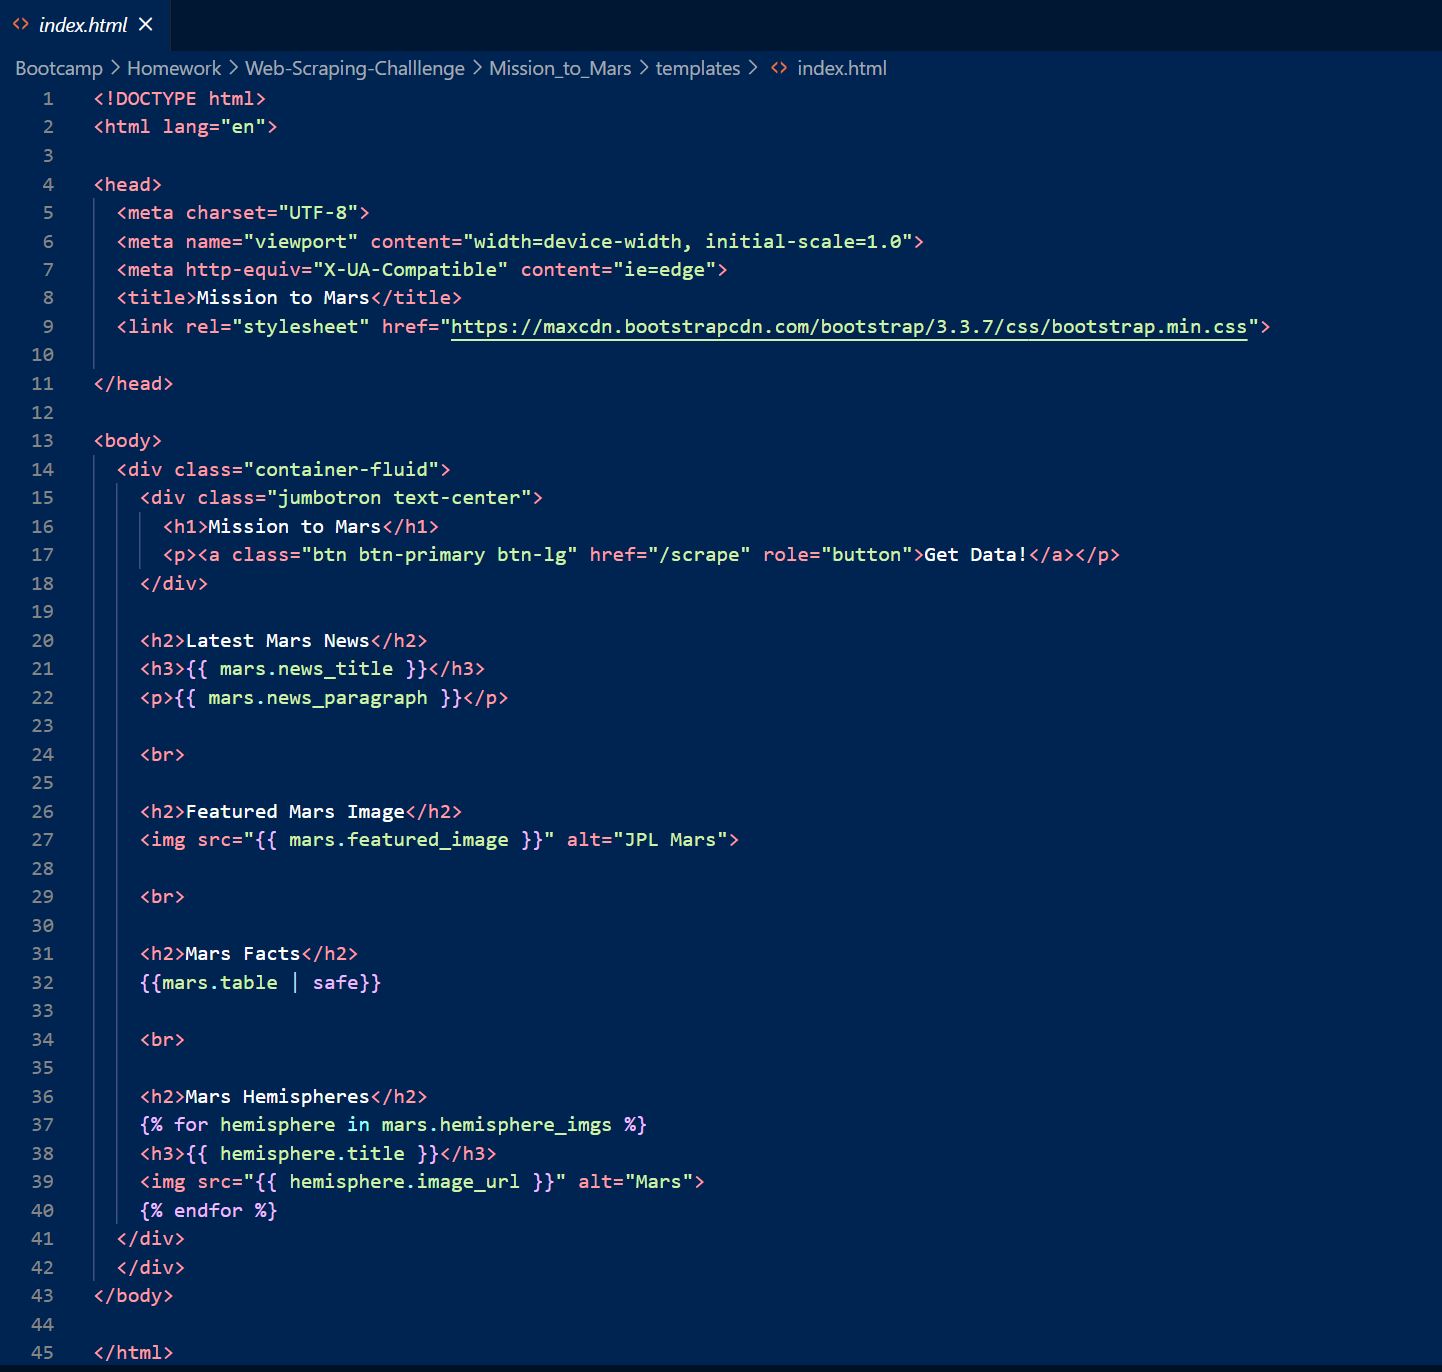 index.html
Bootcamp > Homework > Web-Scraping-Challlenge > Mission_to_Mars > templates > <> index.html
1 <!DOCTYPE html>
2 <html lang="en">
3
4 <head>
5   <meta charset="UTF-8">
6   <meta name="viewport" content="width=device-width, initial-scale=1.0">
7   <meta http-equiv="X-UA-Compatible" content="ie=edge">
8   <title>Mission to Mars</title>
9   <link rel="stylesheet" href="https://maxcdn.bootstrapcdn.com/bootstrap/3.3.7/css/bootstrap.min.css">
10
11 </head>
12
13 <body>
14   <div class="container-fluid">
15     <div class="jumbotron text-center">
16       <h1>Mission to Mars</h1>
17       <p><a class="btn btn-primary btn-lg" href="/scrape" role="button">Get Data!</a></p>
18     </div>
19
20     <h2>Latest Mars News</h2>
21     <h3>{{ mars.news_title }}</h3>
22     <p>{{ mars.news_paragraph }}</p>
23
24     <br>
25
26     <h2>Featured Mars Image</h2>
27     <img src="{{ mars.featured_image }}" alt="JPL Mars">
28
29     <br>
30
31     <h2>Mars Facts</h2>
32     {{mars.table | safe}}
33
34     <br>
35
36     <h2>Mars Hemispheres</h2>
37     {% for hemisphere in mars.hemisphere_imgs %}
38     <h3>{{ hemisphere.title }}</h3>
39     <img src="{{ hemisphere.image_url }}" alt="Mars">
40     {% endfor %}
41   </div>
42   </div>
43 </body>
44
45 </html>